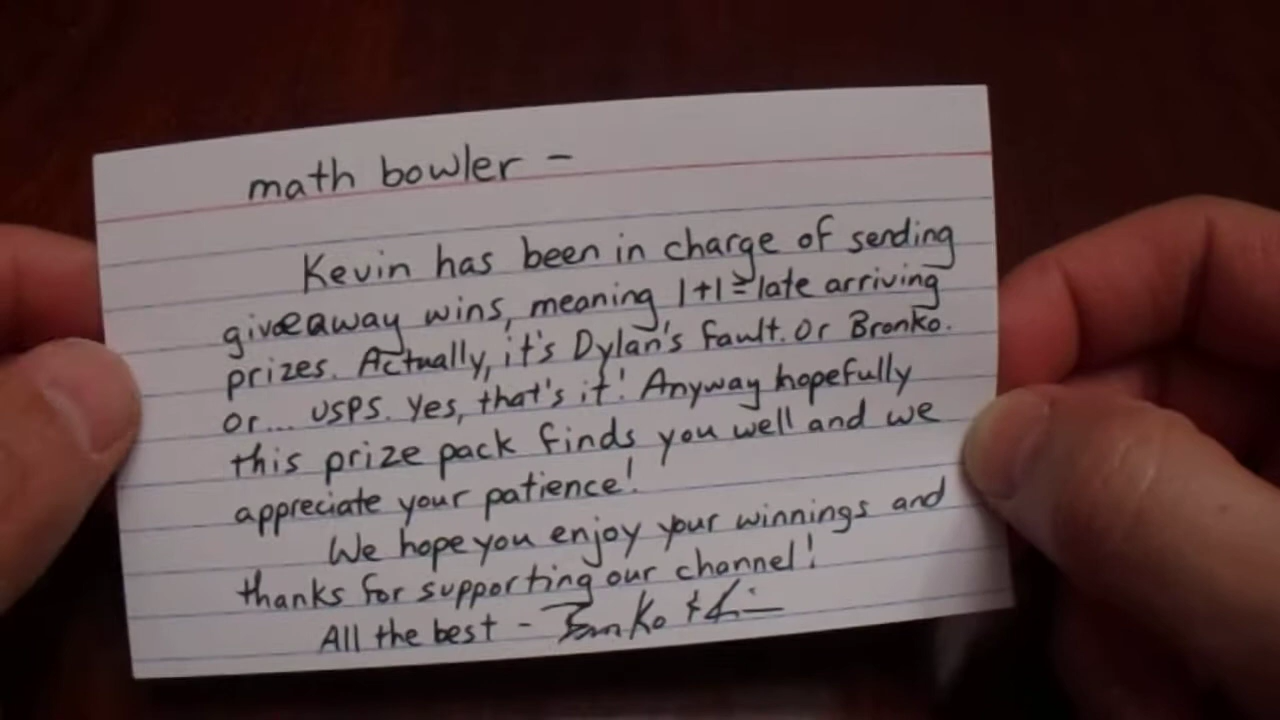 math bowler -
Kevin has been in charge of sending
giveaway wins, meaning 1+1=late arriving
prizes. Actually, it's Dylan's fault. Or Bronko.
Or... USPS. Yes, that's it! Anyway hopefully
this prize pack finds you well and we
appreciate your patience!
We hope you enjoy your winnings and
thanks for supporting our channel!
All the best - Bronko &